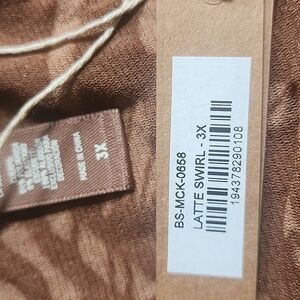 MADE IN CHINA
3X
BS-MCK-0658
LATTE SWIRL - 3X
194378290108